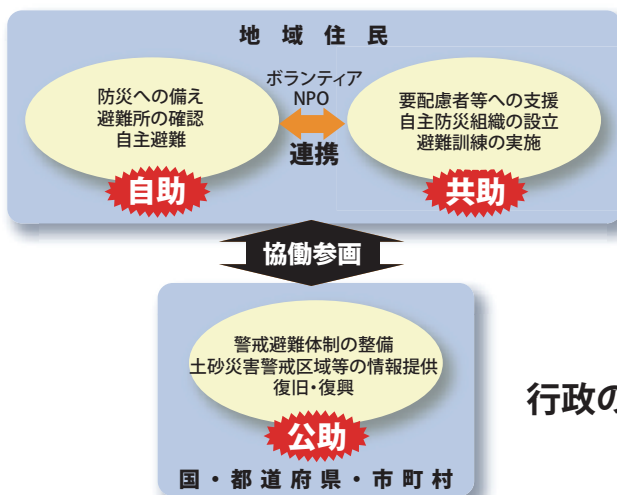 地域住民
防災への備え
避難所の確認
自主避難
自助
ボランティア
NPO
連携
要配慮者等への支援
自主防災組織の設立
避難訓練の実施
共助
協働参画
警戒避難体制の整備
土砂災害警戒区域等の情報提供
復旧・復興
公助
国・都道府県・市町村
行政の